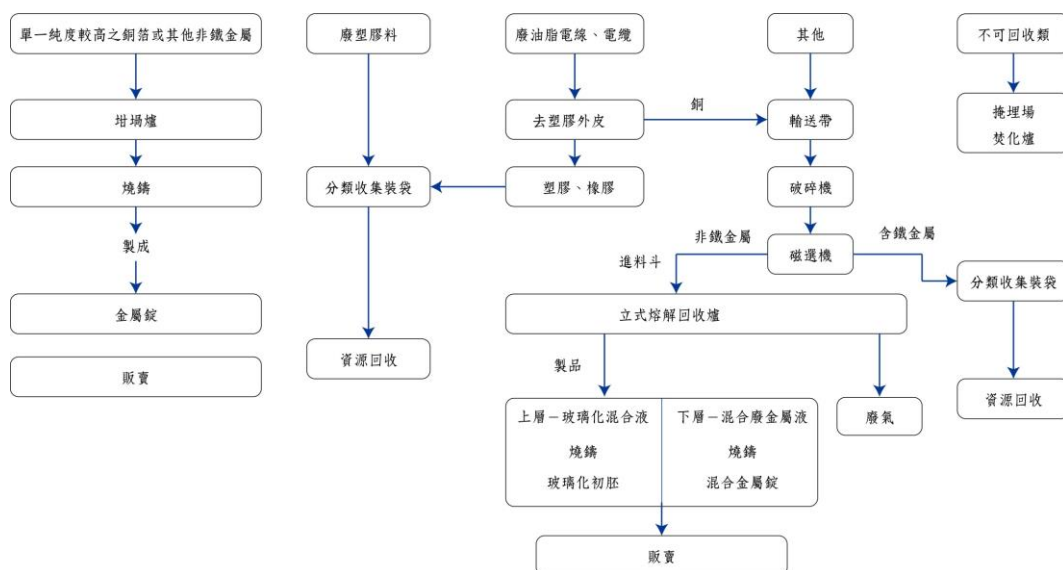 單一純度較高之銅箔或其他非鐵金屬
坩堝爐
燒鑄
製成
金屬錠
販賣
廢塑膠料
分類收集裝袋
資源回收
廢油脂電線、電纜
去塑膠外皮
銅
塑膠、橡膠
其他
輸送帶
破碎機
磁選機
非鐵金屬
含鐵金屬
進料斗
立式熔解回收爐
製品
上層－玻璃化混合液
燒鑄
玻璃化初胚
下層－混合廢金屬液
燒鑄
混合金屬錠
販賣
廢氣
分類收集裝袋
資源回收
不可回收類
掩埋場
焚化爐